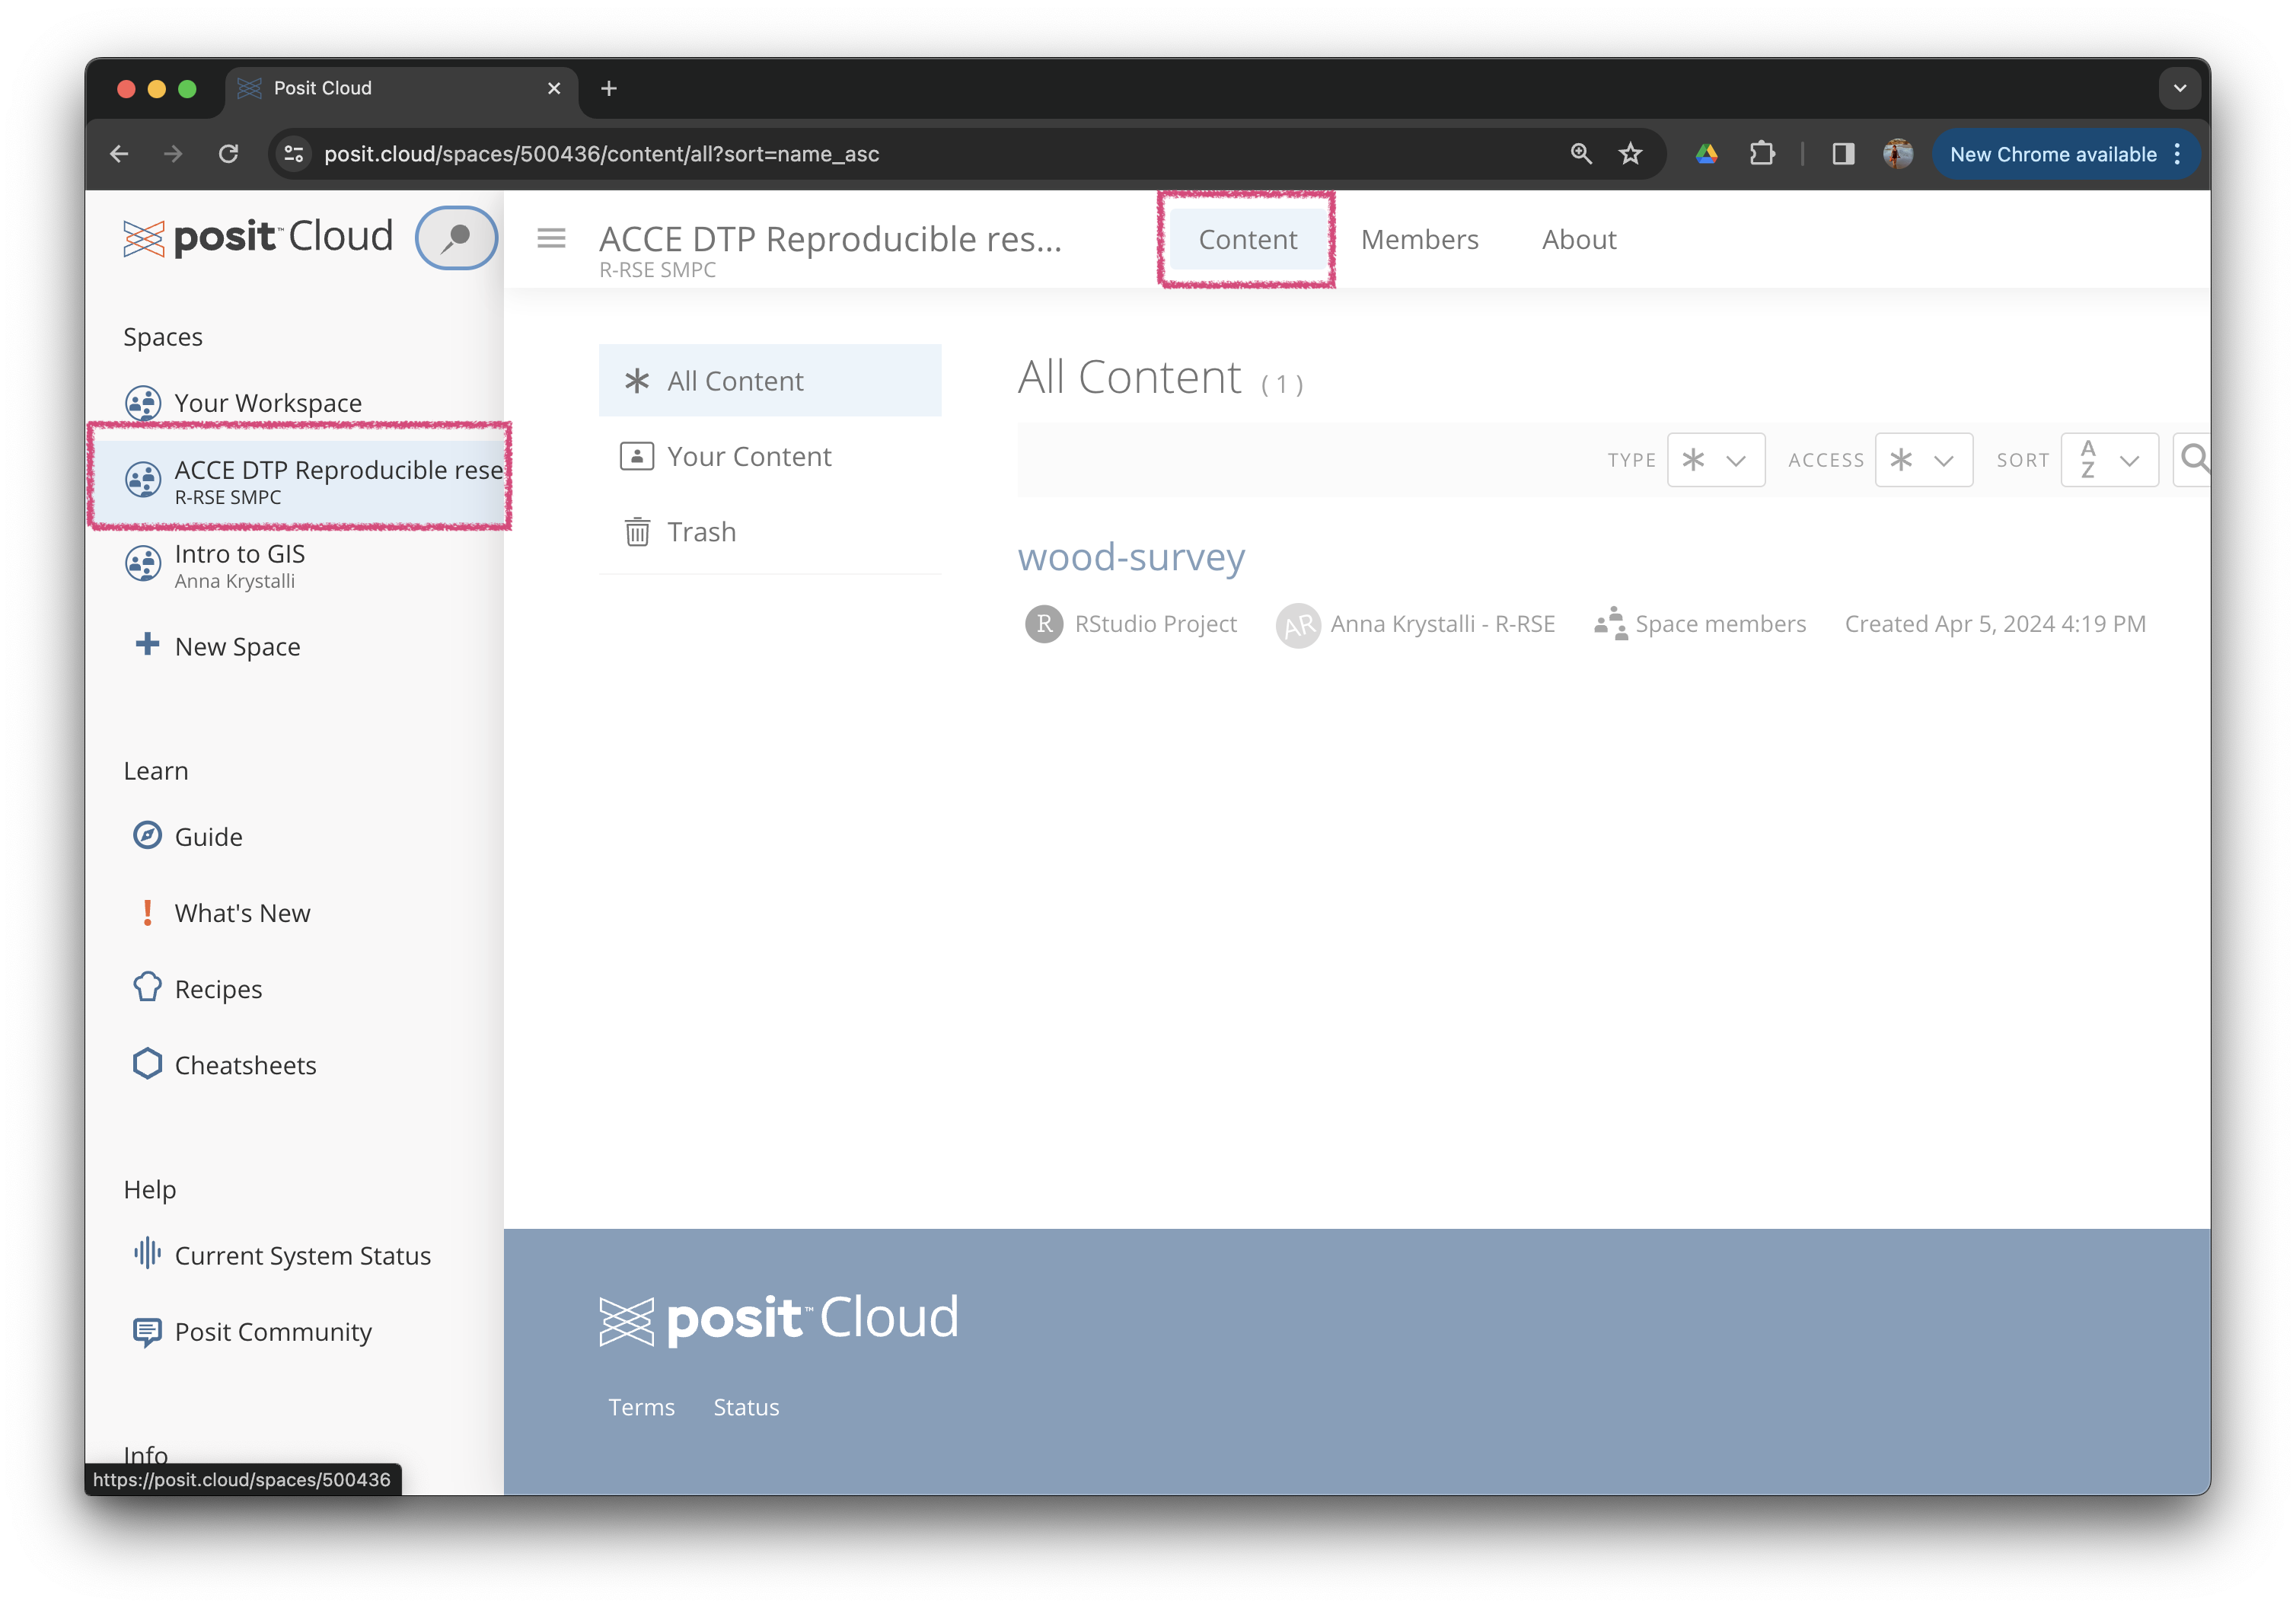 Posit Cloud
posit.cloud/spaces/500436/content/all?sort=name_asc
New Chrome available
posit™ Cloud
ACCE DTP Reproducible res...
R-RSE SMPC
Content
Members
About
Spaces
Your Workspace
ACCE DTP Reproducible rese
R-RSE SMPC
Intro to GIS
Anna Krystalli
New Space
Learn
Guide
What's New
Recipes
Cheatsheets
Help
Current System Status
Posit Community
Info
https://posit.cloud/spaces/500436
All Content
Your Content
Trash
All Content (1)
TYPE
ACCESS
SORT
A
Z
wood-survey
R RStudio Project AR Anna Krystalli - R-RSE Space members Created Apr 5, 2024 4:19 PM
posit™ Cloud
Terms Status